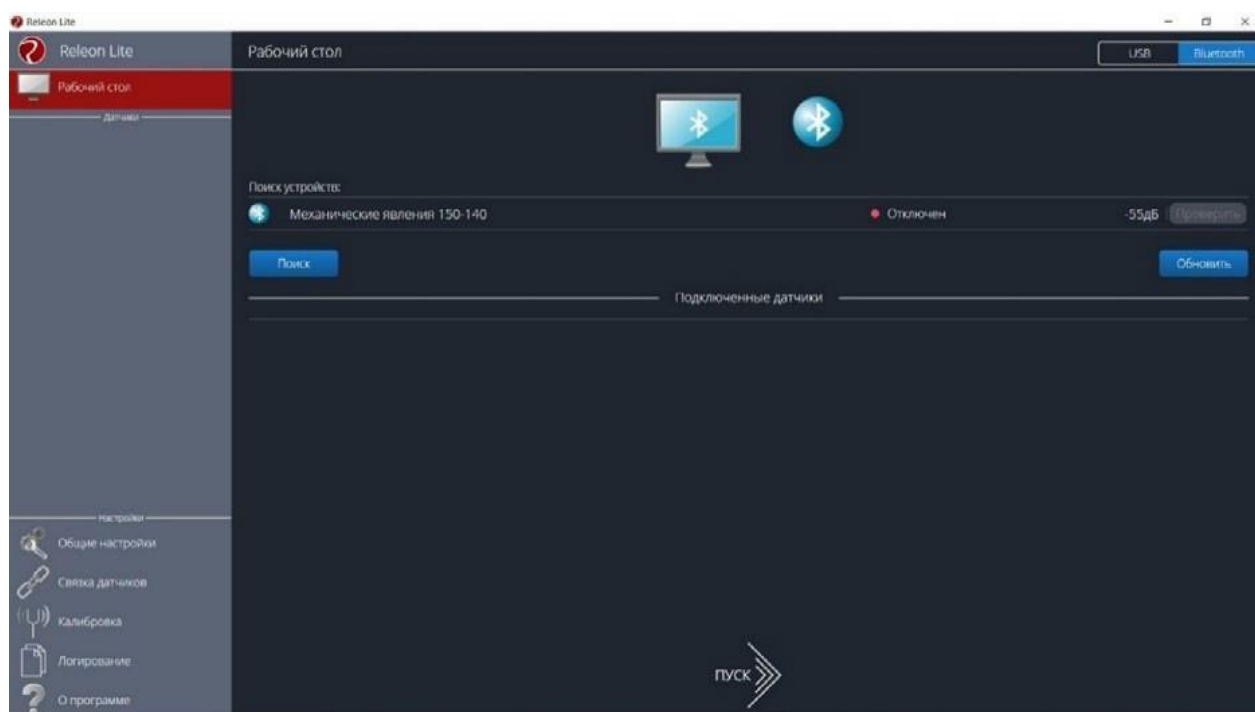 Releon Lite
Releon Lite
Рабочий стол
USB
Bluetooth
Рабочий стол
Датчики
Поиск устройств:
Механические явления 150-140
Отключен
-55дБ
Проверить
Поиск
Обновить
Подключенные датчики
Настройки
Общие настройки
Связка датчиков
Калибровка
Логирование
О программе
ПУСК